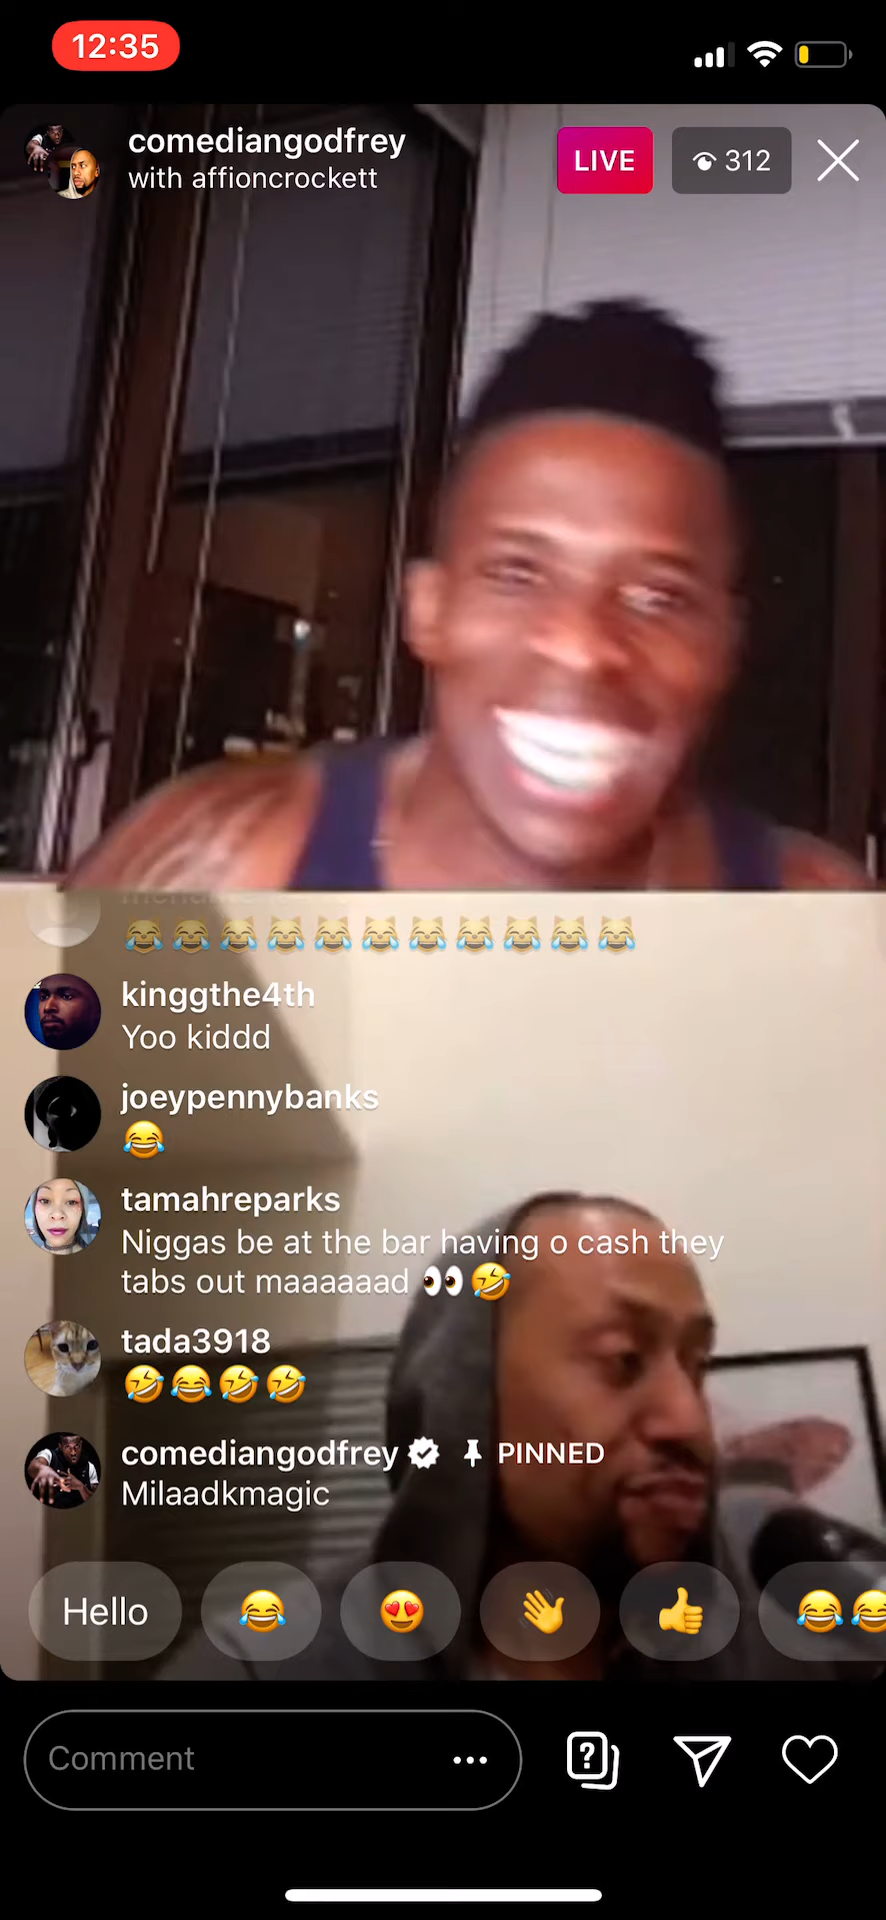 12:35
comediangodfrey
with affioncrockett
LIVE
312
😹😹😹😹😹😹😹😹😹😹😹
kinggthe4th
Yoo kiddd
joeypennybanks
😂
tamahreparks
Niggas be at the bar having 0 cash they
tabs out maaaaaad 👀🤣
tada3918
🤣😂🤣🤣
comediangodfrey PINNED
Milaadkmagic
Hello
Comment